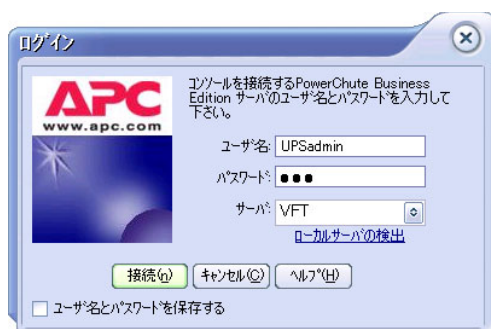 ログイン
APC
www.apc.com
コンソールを接続するPowerChute Business
Edition サーバのユーザ名とパスワードを入力して
下さい。
ユーザ名: UPSadmin
パスワード: ●●●
サーバ: VFT
ローカルサーバの検出
接続(n) キャンセル(C) ヘルプ(H)
ユーザ名とパスワードを保存する